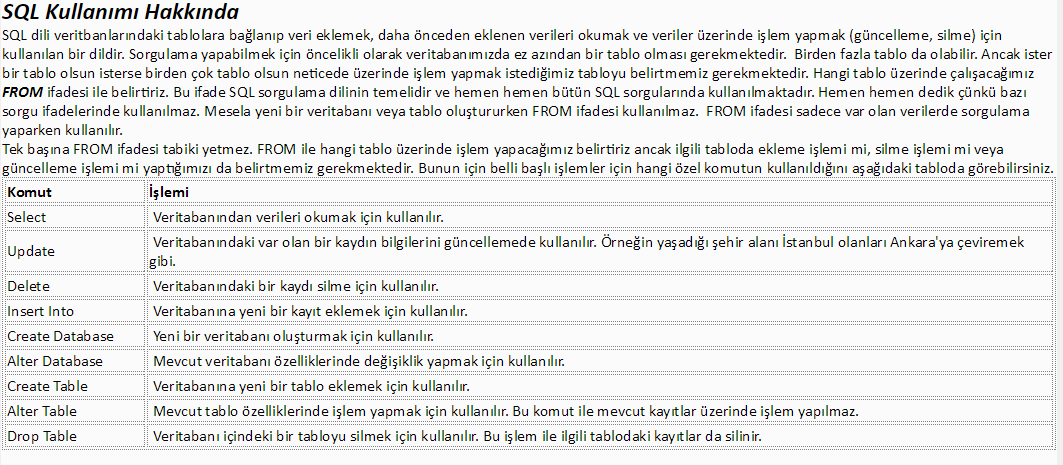 SQL Kullanımı Hakkında
SQL dili veritbanlarındaki tablolara bağlanıp veri eklemek, daha önceden eklenen verileri okumak ve veriler üzerinde işlem yapmak (güncelleme, silme) için
kullanılan bir dildir. Sorgulama yapabilmek için öncelikli olarak veritabanımızda ez azından bir tablo olması gerekmektedir. Birden fazla tablo da olabilir. Ancak ister
bir tablo olsun isterse birden çok tablo olsun neticede üzerinde işlem yapmak istediğimiz tabloyu belirtmemiz gerekmektedir. Hangi tablo üzerinde çalışacağımız
FROM ifadesi ile belirtiriz. Bu ifade SQL sorgulama dilinin temelidir ve hemen hemen bütün SQL sorgularında kullanılmaktadır. Hemen hemen dedik çünkü bazı
sorgu ifadelerinde kullanılmaz. Mesela yeni bir veritabanı veya tablo oluştururken FROM ifadesi kullanılmaz. FROM ifadesi sadece var olan verilerde sorgulama
yaparken kullanılır.
Tek başına FROM ifadesi tabiki yetmez. FROM ile hangi tablo üzerinde işlem yapacağımız belirtiriz ancak ilgili tabloda ekleme işlemi mi, silme işlemi mi veya
güncelleme işlemi mi yaptığımızı da belirtmemiz gerekmektedir. Bunun için belli başlı işlemler için hangi özel komutun kullanıldığını aşağıdaki tabloda görebilirsiniz.
Komut İşlemi
Select Veritabanından verileri okumak için kullanılır.
Update Veritabanındaki var olan bir kaydın bilgilerini güncellemede kullanılır. Örneğin yaşadığı şehir alanı İstanbul olanları Ankara'ya çeviremek
gibi.
Delete Veritabanındaki bir kaydı silme için kullanılır.
Insert Into Veritabanına yeni bir kayıt eklemek için kullanılır.
Create Database Yeni bir veritabanı oluşturmak için kullanılır.
Alter Database Mevcut veritabanı özelliklerinde değişiklik yapmak için kullanılır.
Create Table Veritabanına yeni bir tablo eklemek için kullanılır.
Alter Table Mevcut tablo özelliklerinde işlem yapmak için kullanılır. Bu komut ile mevcut kayıtlar üzerinde işlem yapılmaz.
Drop Table Veritabanı içindeki bir tabloyu silmek için kullanılır. Bu işlem ile ilgili tablodaki kayıtlar da silinir.